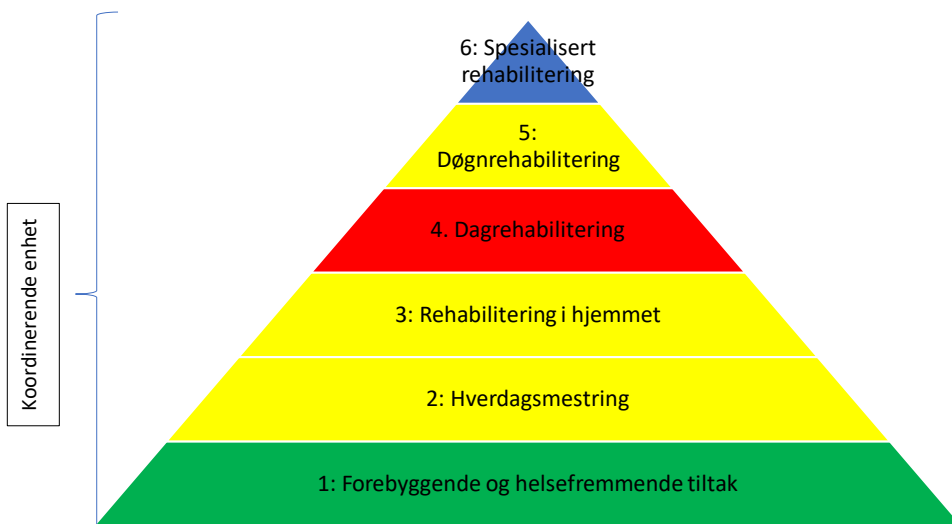 Koordinerende enhet
6: Spesialisert
rehabilitering
5:
Døgnrehabilitering
4. Dagrehabilitering
3: Rehabilitering i hjemmet
2: Hverdagsmestring
1: Forebyggende og helsefremmende tiltak